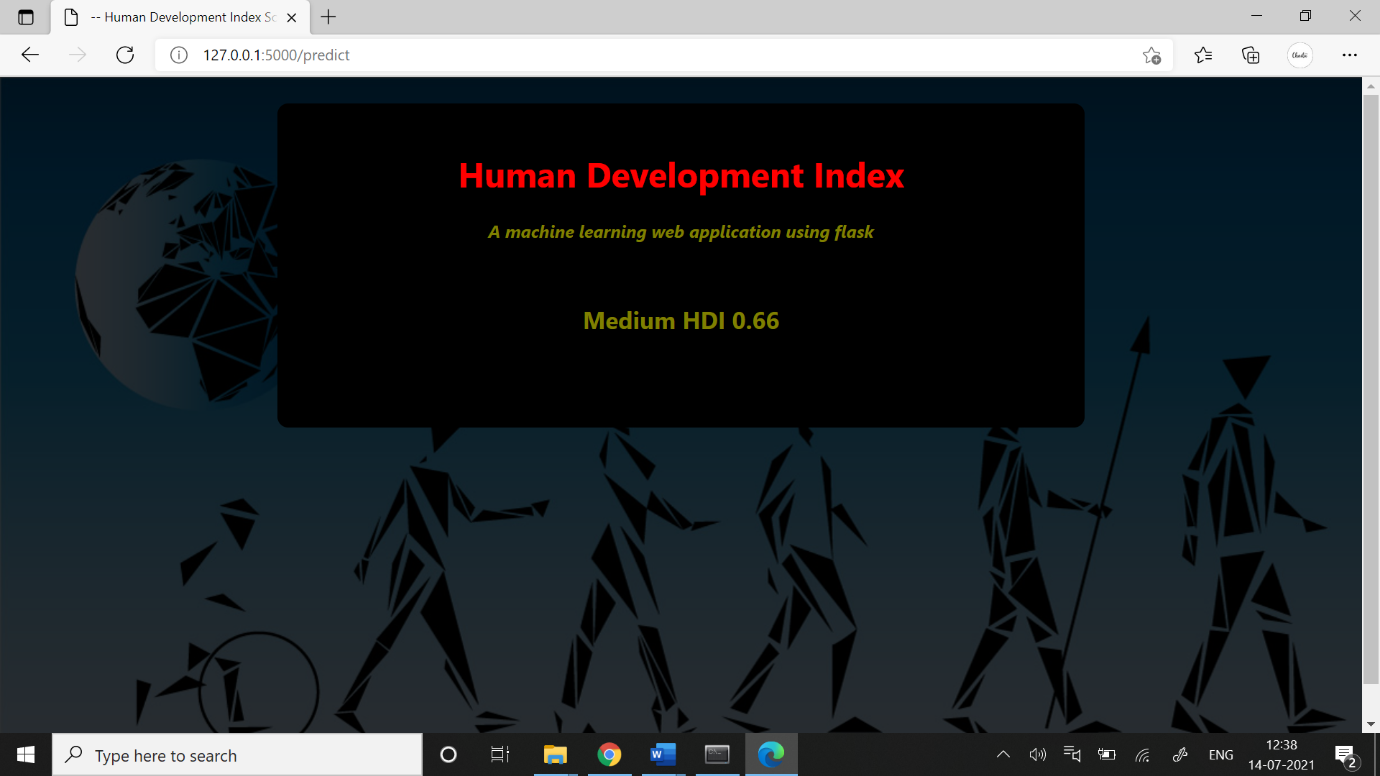 -- Human Development Index Sc
127.0.0.1:5000/predict
Human Development Index
A machine learning web application using flask
Medium HDI 0.66
Type here to search
ENG
12:38
14-07-2021
2